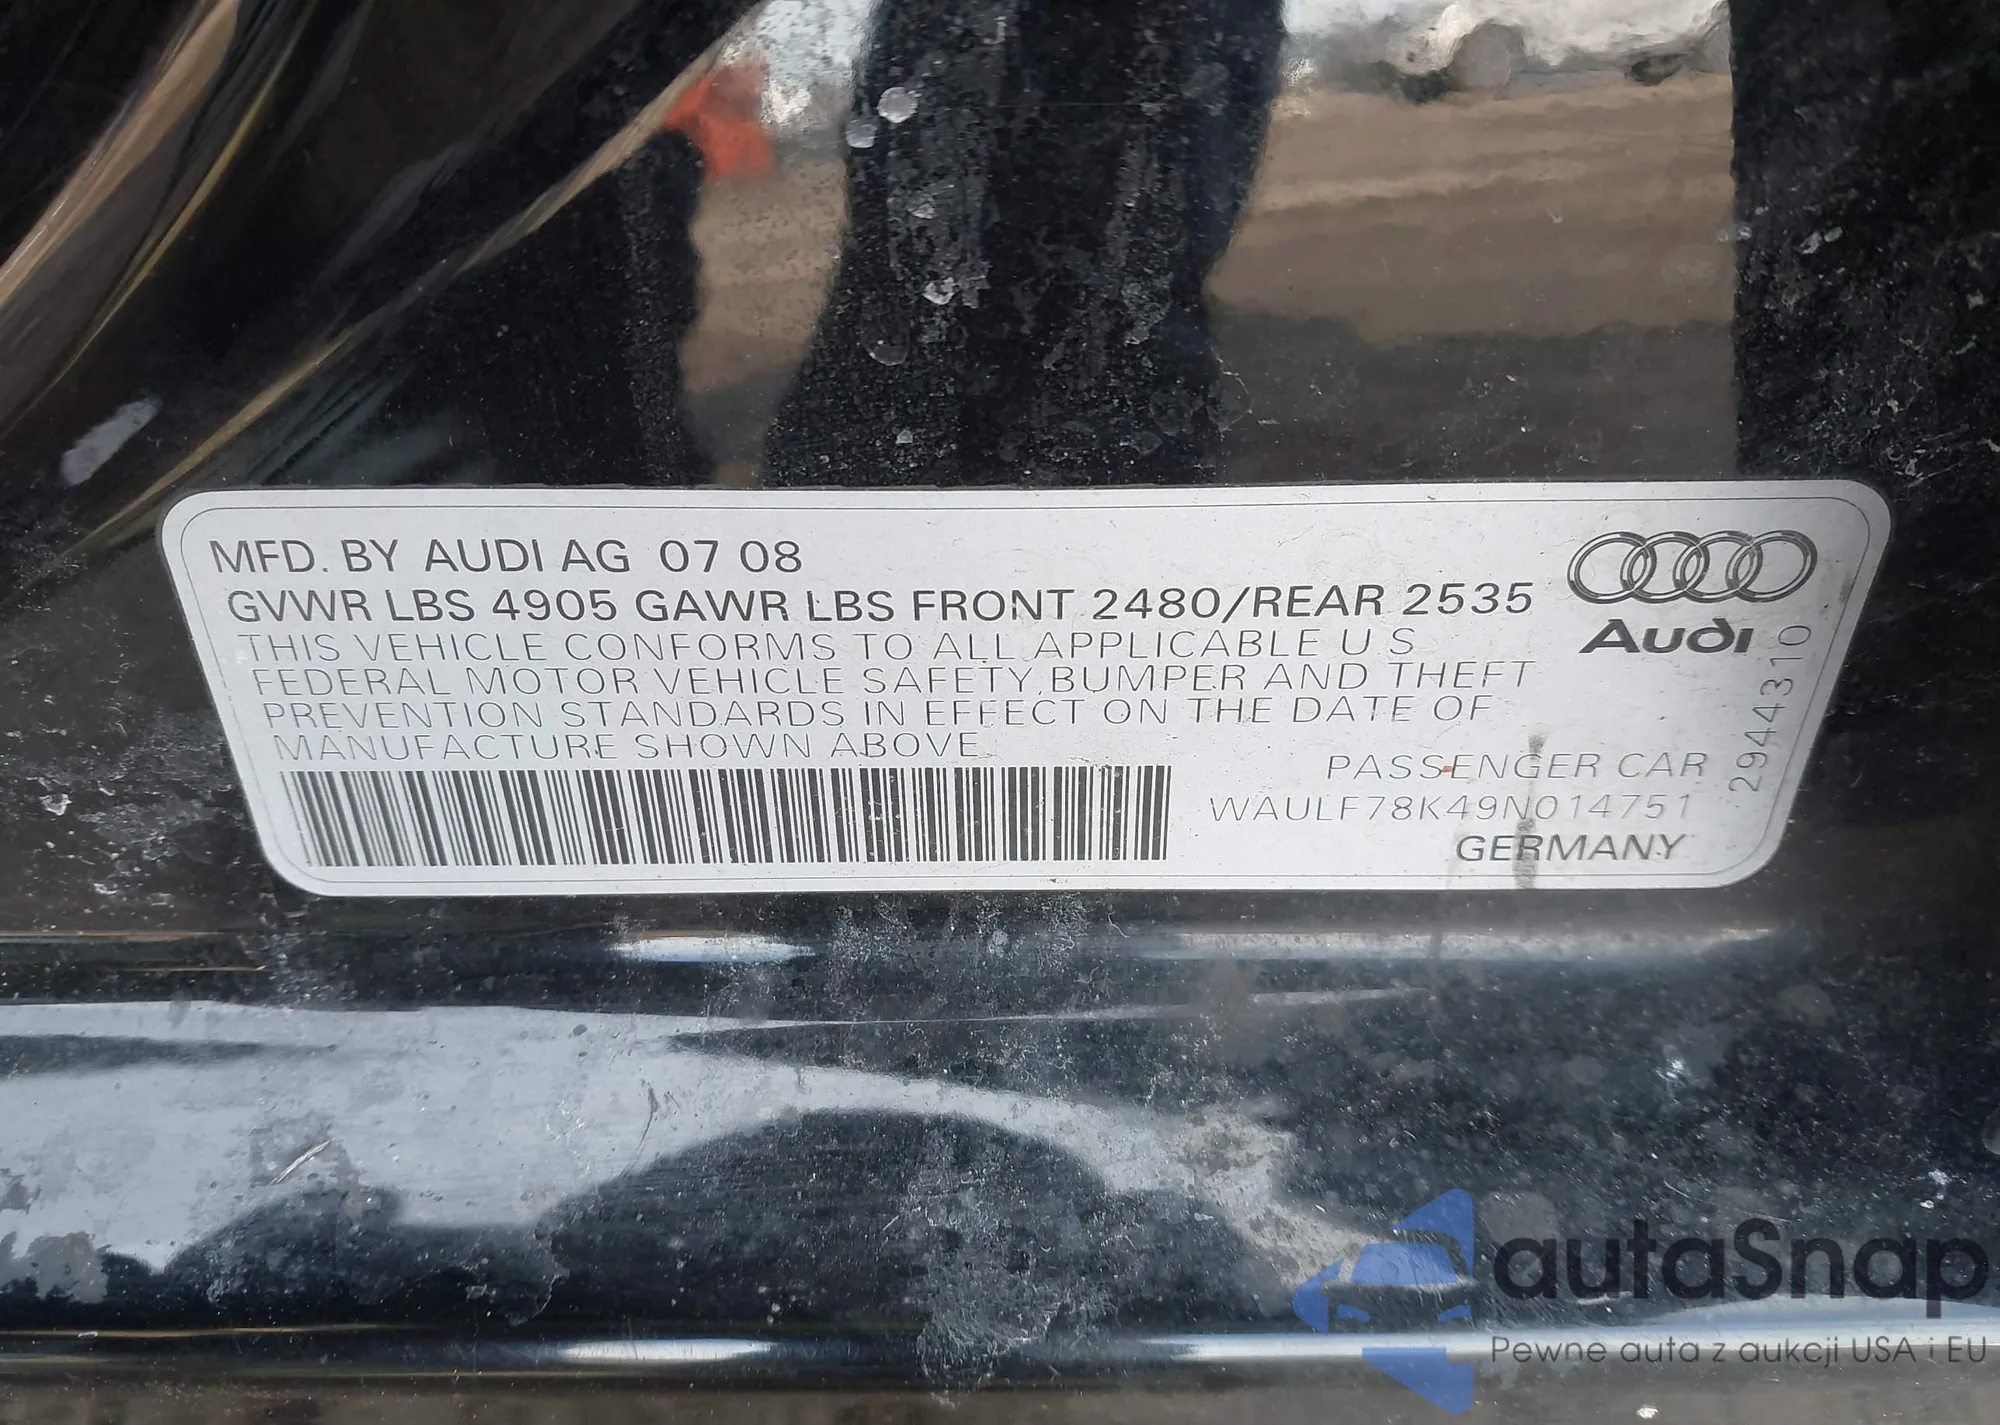 MFD. BY AUDI AG 07 08
GVWR LBS 4905 GAWR LBS FRONT 2480/REAR 2535
THIS VEHICLE CONFORMS TO ALL APPLICABLE U S
FEDERAL MOTOR VEHICLE SAFETY, BUMPER AND THEFT
PREVENTION STANDARDS IN EFFECT ON THE DATE OF
MANUFACTURE SHOWN ABOVE.
PASSENGER CAR
WAULF78K49N014751
GERMANY
Audi
2944310
autaSnap
Pewne auta z aukcji USA i EU